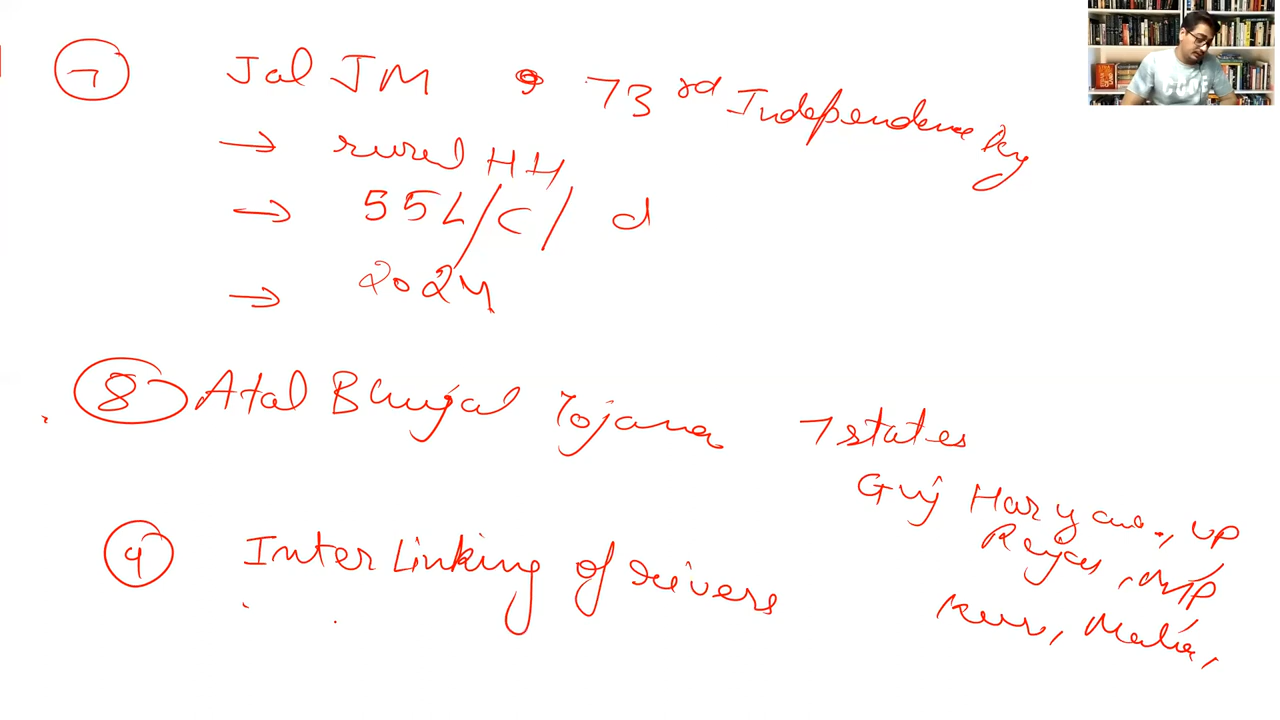 7 Jal JM 73rd Independence Day
→ rural HH
→ 55L/C/d
→ 2024
8 Atal Bhujal Yojana 7 states
Guj Haryana, UP
Rajas, MP
Kar, Maha,
9 Inter Linking of rivers